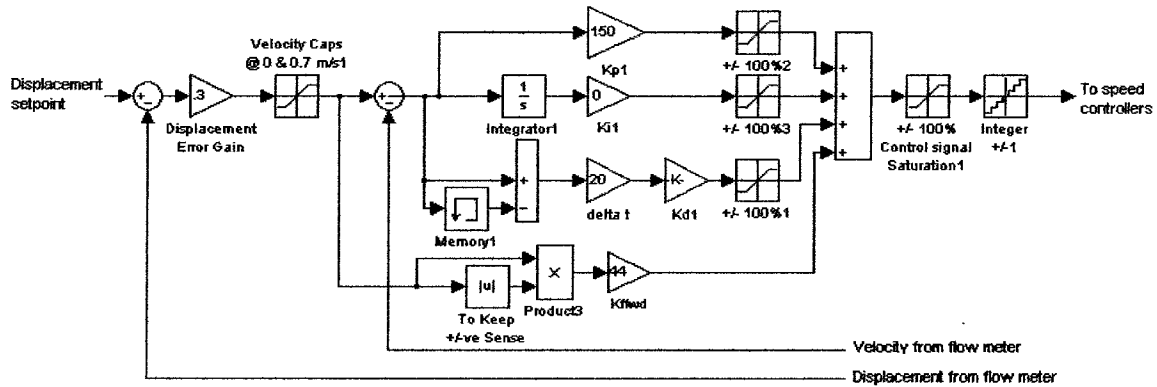 Displacement
setpoint
+
-
.3
Displacement
Error Gain
Velocity Caps
@ 0 & 0.7 m/s1
+
-
150
Kp1
+/- 100%2
1
s
Integrator1
0
Ki1
+/- 100%3
+
-
Memory1
20
delta t
-K-
Kd1
+/- 100%1
|u|
To Keep
+/-ve Sense
×
Product3
44
Kffwd
+
+
+
+
+/- 100%
Control signal
Saturation1
Integer
+/-1
To speed
controllers
Velocity from flow meter
Displacement from flow meter